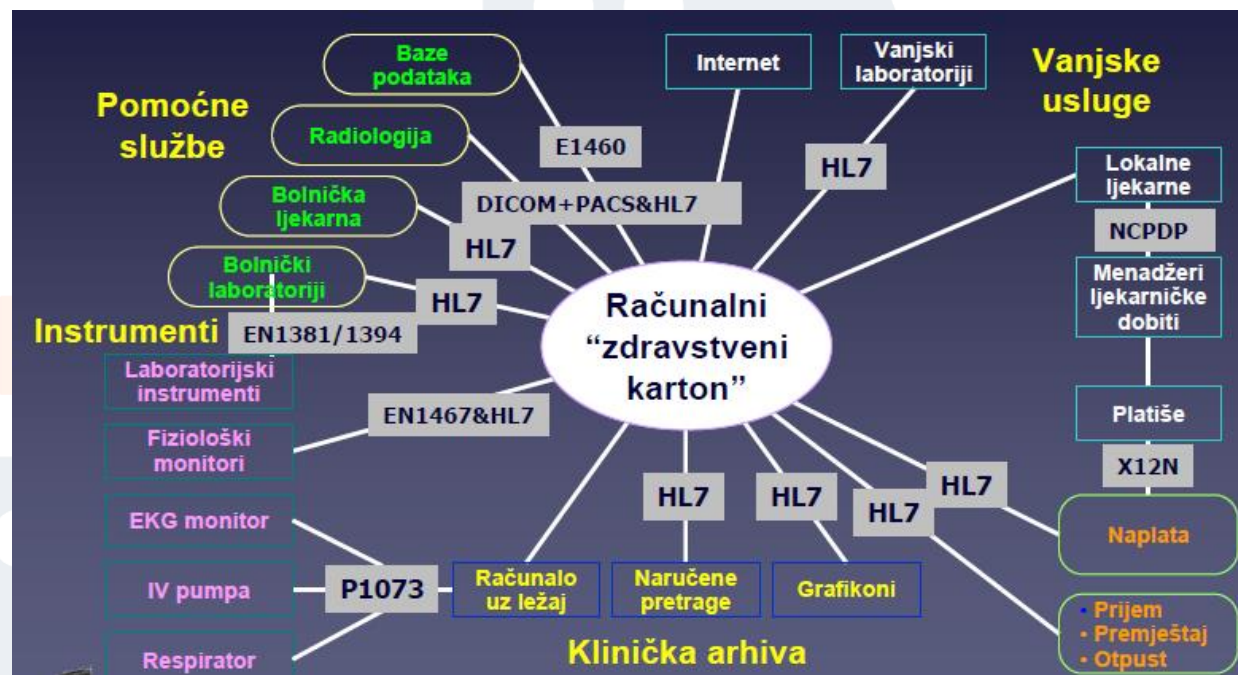 Baze
podataka
Internet
Vanjski
laboratoriji
Vanjske
usluge
Pomoćne
službe
Radiologija
E1460
HL7
Lokalne
ljekarne
Bolnička
ljekarna
DICOM+PACS&HL7
NCPDP
HL7
Bolnički
laboratoriji
HL7
Menadžeri
ljekarničke
dobiti
Računalni
“zdravstveni
karton”
Instrumenti
EN1381/1394
Laboratorijski
instrumenti
EN1467&HL7
Platiše
Fiziološki
monitori
X12N
HL7
HL7
HL7
HL7
EKG monitor
Naplata
IV pumpa
P1073
Računalo
uz ležaj
Naručene
pretrage
Grafikoni
• Prijem
• Premještaj
• Otpust
Respirator
Klinička arhiva